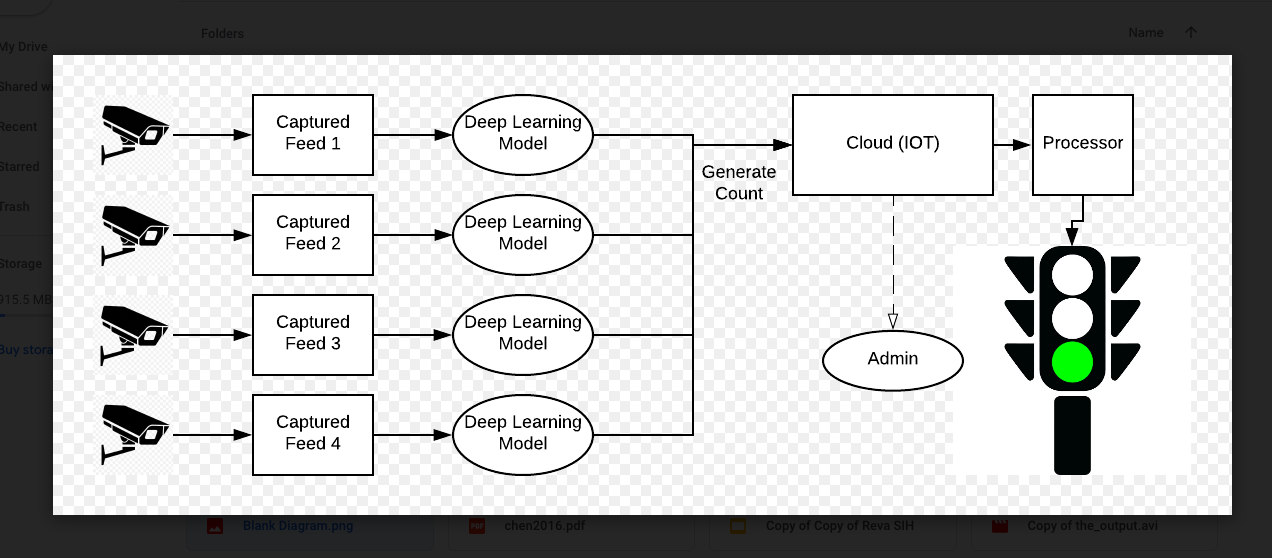 Folders
Name
My Drive
Shared w
Recent
Starred
Trash
Storage
915.5 MB
Buy stora
Captured
Feed 1
Deep Learning
Model
Captured
Feed 2
Deep Learning
Model
Captured
Feed 3
Deep Learning
Model
Captured
Feed 4
Deep Learning
Model
Generate
Count
Cloud (IOT)
Processor
Admin
Blank Diagram.png
PDF
chen2016.pdf
Copy of Copy of Reva SIH
Copy of the_output.avi